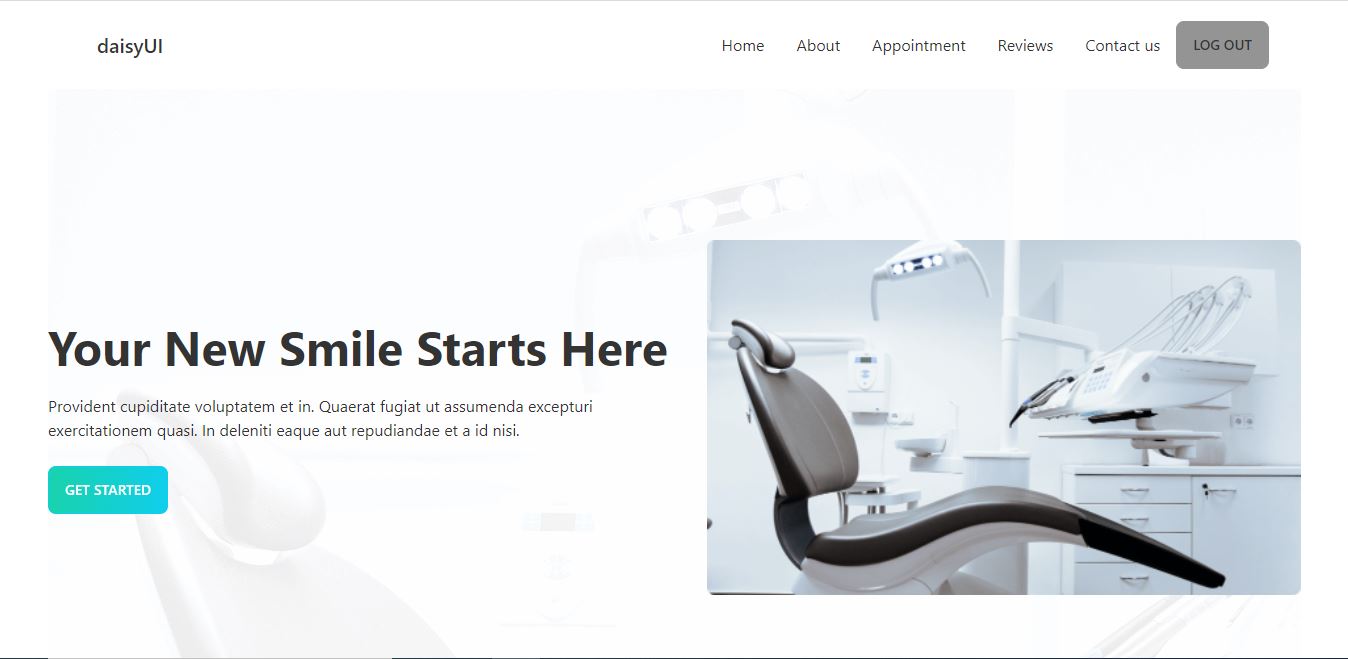 daisyUI
Home About Appointment Reviews Contact us LOG OUT
Your New Smile Starts Here
Provident cupiditate voluptatem et in. Quaerat fugiat ut assumenda excepturi
exercitationem quasi. In deleniti eaque aut repudiandae et a id nisi.
GET STARTED